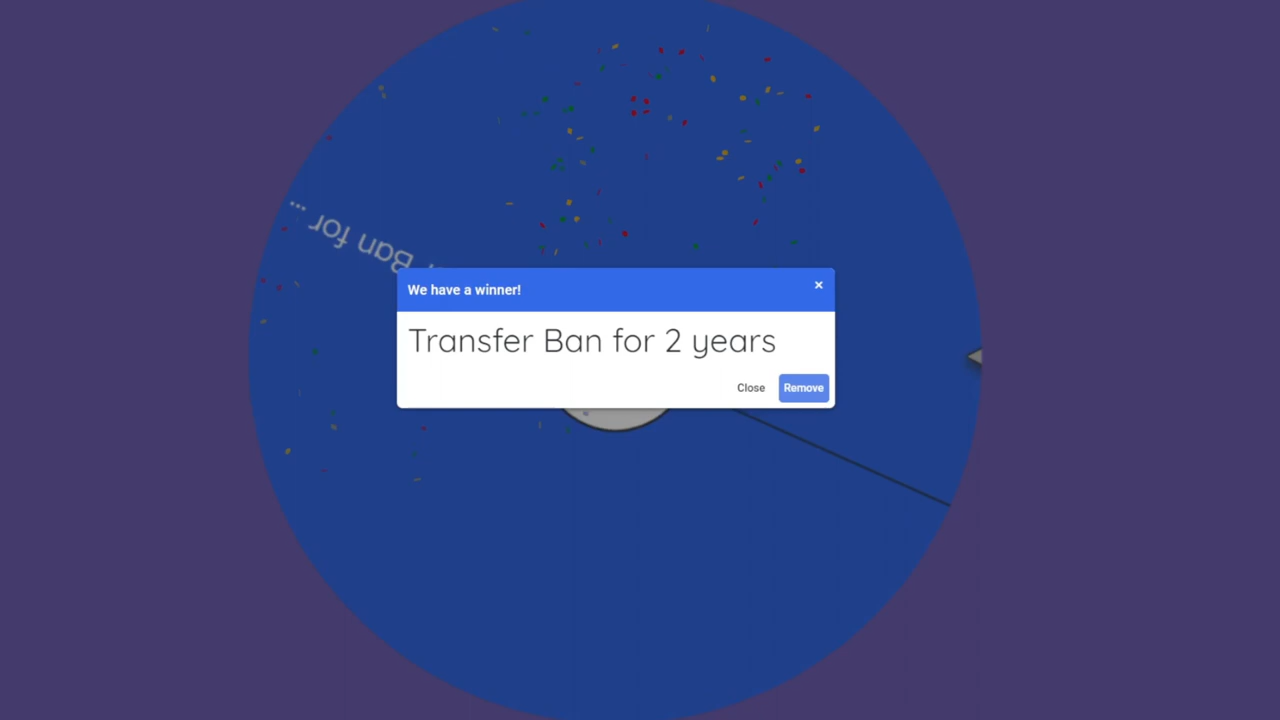 Ban for ...
We have a winner!
×
Transfer Ban for 2 years
Close
Remove